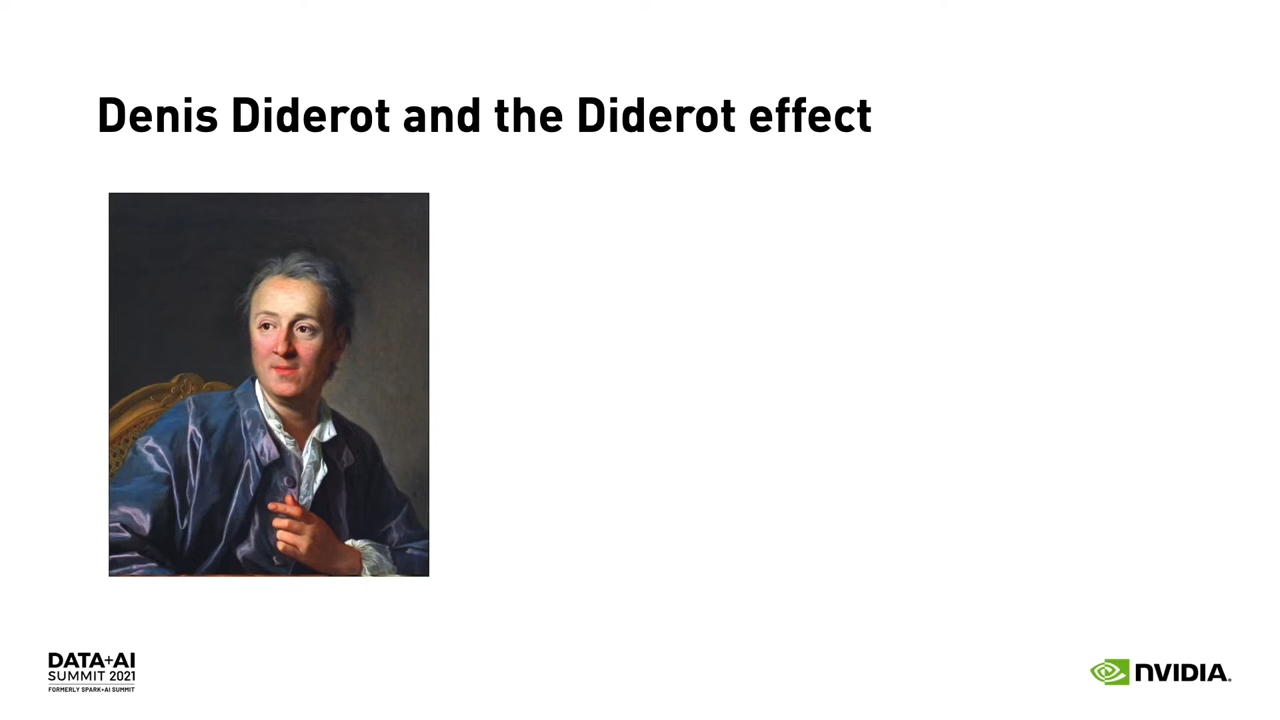 Denis Diderot and the Diderot effect
DATA+AI
SUMMIT 2021
FORMERLY SPARK+AI SUMMIT
NVIDIA.